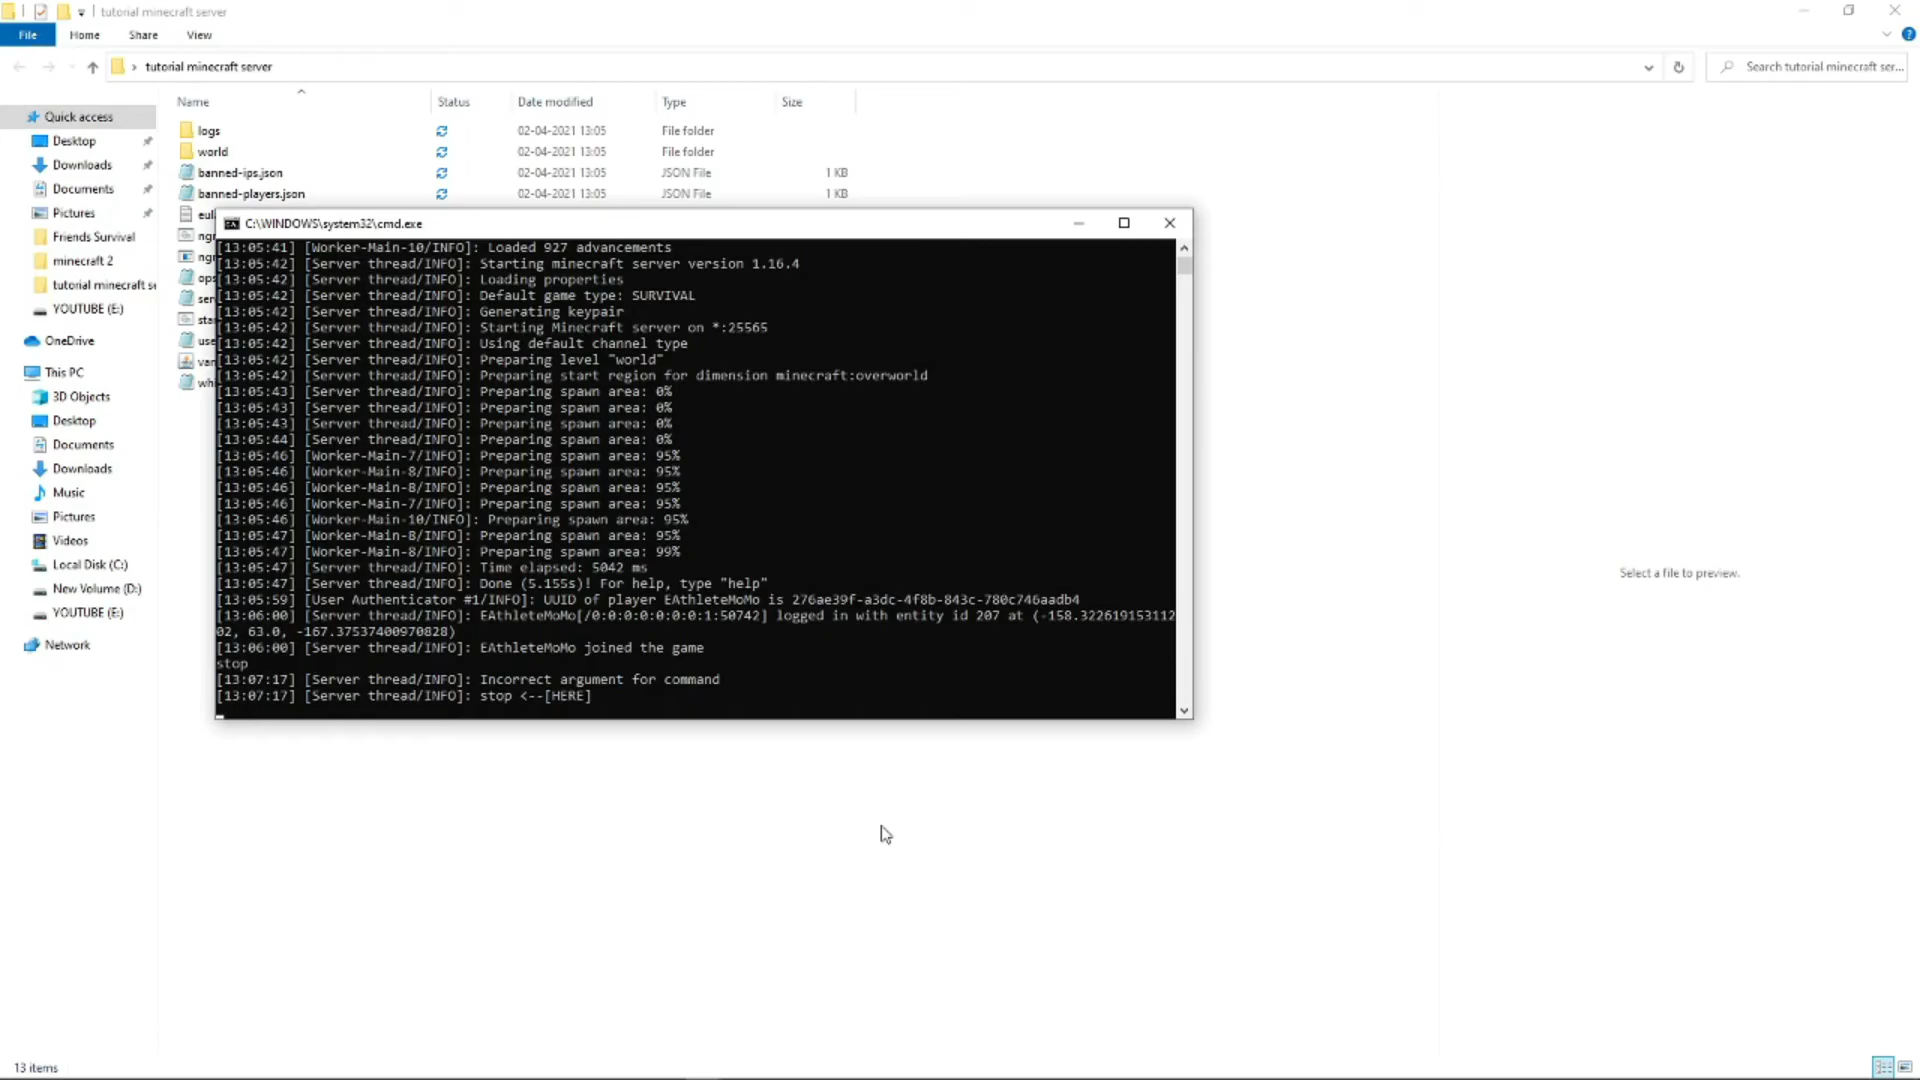 tutorial minecraft server
File Home Share View
tutorial minecraft server
Search tutorial minecraft ser...
Name Status Date modified Type Size
Quick access
Desktop
Downloads
Documents
Pictures
Friends Survival
minecraft 2
tutorial minecraft se
YOUTUBE (E:)
OneDrive
This PC
3D Objects
Desktop
Documents
Downloads
Music
Pictures
Videos
Local Disk (C:)
New Volume (D:)
YOUTUBE (E:)
Network
logs 02-04-2021 13:05 File folder
world 02-04-2021 13:05 File folder
banned-ips.json 02-04-2021 13:05 JSON File 1 KB
banned-players.json 02-04-2021 13:05 JSON File 1 KB
eul
ngr
ngr
ops
ser
sta
use
van
whi
C:\WINDOWS\system32\cmd.exe
[13:05:41] [Worker-Main-10/INFO]: Loaded 927 advancements
[13:05:42] [Server thread/INFO]: Starting minecraft server version 1.16.4
[13:05:42] [Server thread/INFO]: Loading properties
[13:05:42] [Server thread/INFO]: Default game type: SURVIVAL
[13:05:42] [Server thread/INFO]: Generating keypair
[13:05:42] [Server thread/INFO]: Starting Minecraft server on *:25565
[13:05:42] [Server thread/INFO]: Using default channel type
[13:05:42] [Server thread/INFO]: Preparing level "world"
[13:05:42] [Server thread/INFO]: Preparing start region for dimension minecraft:overworld
[13:05:43] [Server thread/INFO]: Preparing spawn area: 0%
[13:05:43] [Server thread/INFO]: Preparing spawn area: 0%
[13:05:43] [Server thread/INFO]: Preparing spawn area: 0%
[13:05:44] [Server thread/INFO]: Preparing spawn area: 0%
[13:05:46] [Worker-Main-7/INFO]: Preparing spawn area: 95%
[13:05:46] [Worker-Main-8/INFO]: Preparing spawn area: 95%
[13:05:46] [Worker-Main-8/INFO]: Preparing spawn area: 95%
[13:05:46] [Worker-Main-7/INFO]: Preparing spawn area: 95%
[13:05:46] [Worker-Main-10/INFO]: Preparing spawn area: 95%
[13:05:47] [Worker-Main-8/INFO]: Preparing spawn area: 95%
[13:05:47] [Worker-Main-8/INFO]: Preparing spawn area: 99%
[13:05:47] [Server thread/INFO]: Time elapsed: 5042 ms
[13:05:47] [Server thread/INFO]: Done (5.155s)! For help, type "help"
[13:05:59] [User Authenticator #1/INFO]: UUID of player EAthleteMoMo is 276ae39f-a3dc-4f8b-843c-780c746aadb4
[13:06:00] [Server thread/INFO]: EAthleteMoMo[/0:0:0:0:0:0:0:1:50742] logged in with entity id 207 at (-158.322619153112
02, 63.0, -167.37537400970828)
[13:06:00] [Server thread/INFO]: EAthleteMoMo joined the game
stop
[13:07:17] [Server thread/INFO]: Incorrect argument for command
[13:07:17] [Server thread/INFO]: stop <--[HERE]
Select a file to preview.
13 items